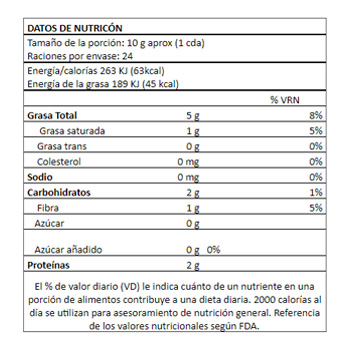 DATOS DE NUTRICÓN
Tamaño de la porción: 10 g aprox (1 cda)
Raciones por envase: 24
Energía/calorías 263 KJ (63kcal)
Energía de la grasa 189 KJ (45 kcal)
% VRN
Grasa Total 5 g 8%
Grasa saturada 1 g 5%
Grasa trans 0 g 0%
Colesterol 0 mg 0%
Sodio 0 mg 0%
Carbohidratos 2 g 1%
Fibra 1 g 5%
Azúcar 0 g
Azúcar añadido 0 g 0%
Proteínas 2 g
El % de valor diario (VD) le indica cuánto de un nutriente en una
porción de alimentos contribuye a una dieta diaria. 2000 calorías al
día se utilizan para asesoramiento de nutrición general. Referencia
de los valores nutricionales según FDA.